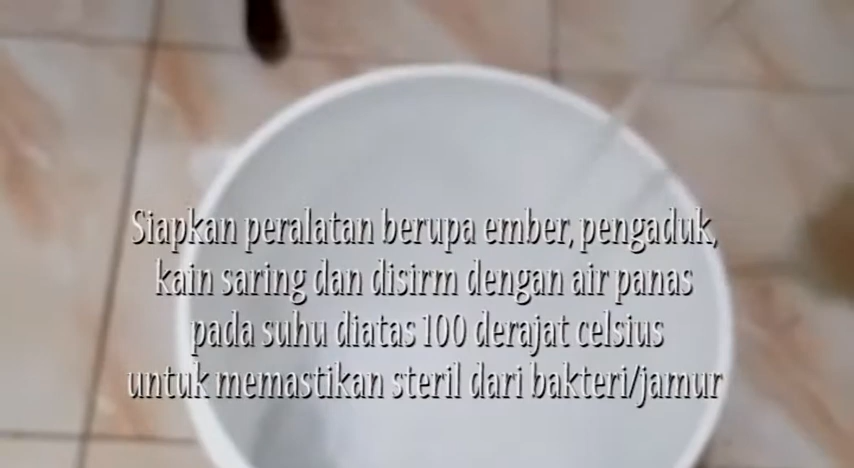 Siapkan peralatan berupa ember, pengaduk,
kain saring dan disirm dengan air panas
pada suhu diatas 100 derajat celsius
untuk memastikan steril dari bakteri/jamur